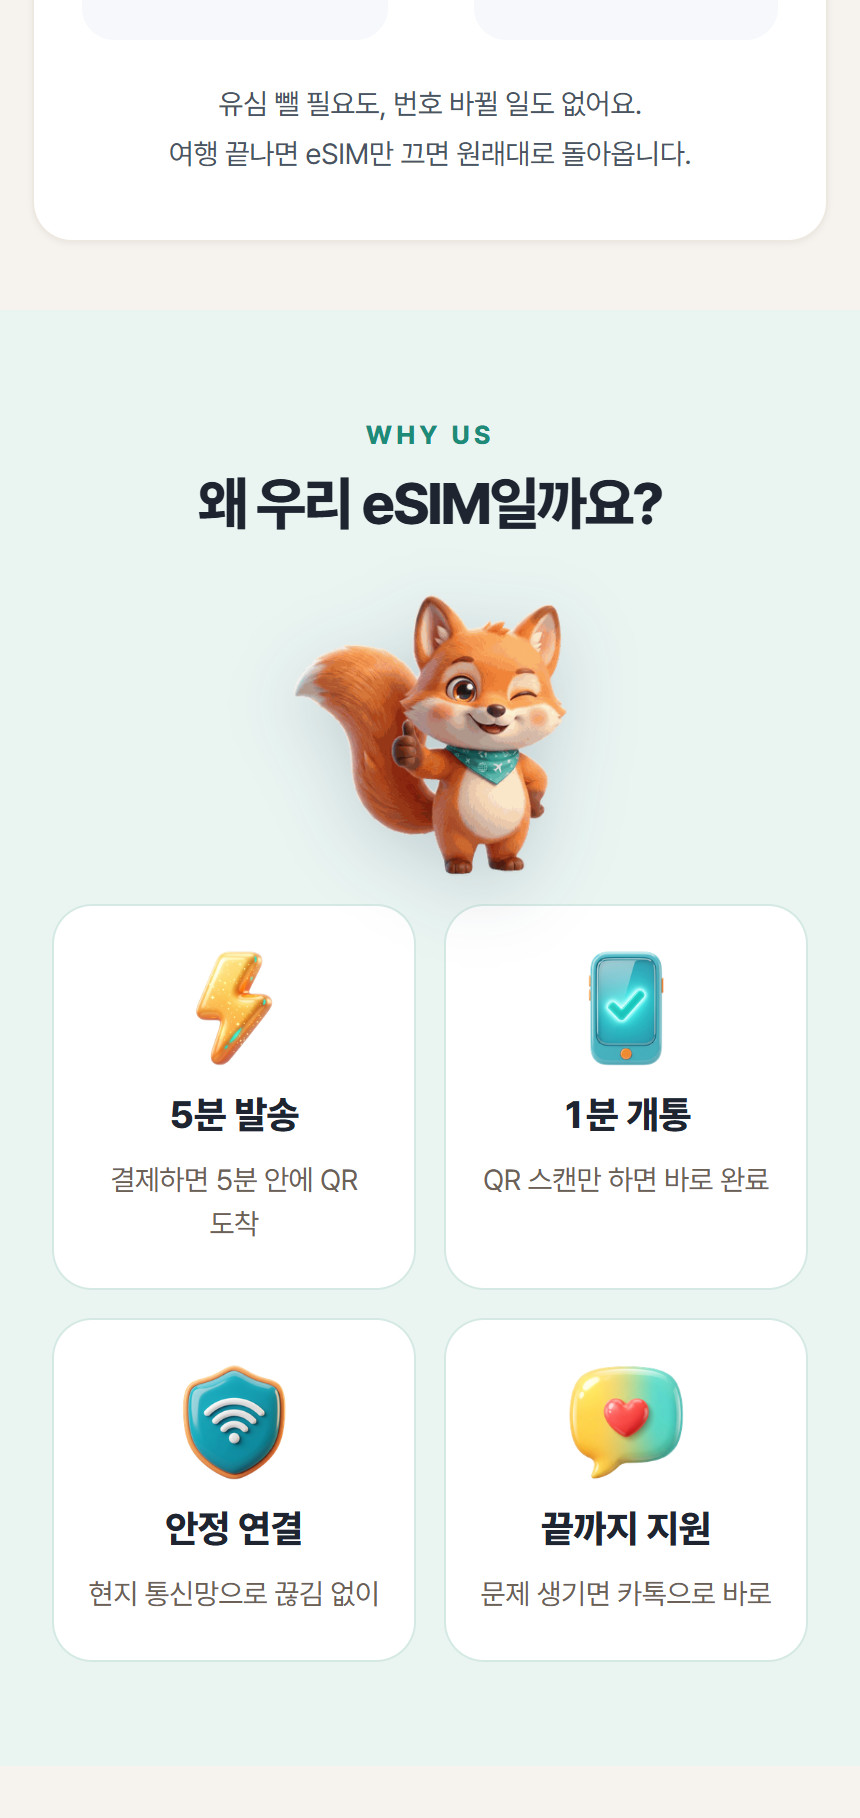 유심 뺄 필요도, 번호 바뀔 일도 없어요.
여행 끝나면 eSIM만 끄면 원래대로 돌아옵니다.
WHY US
왜 우리 eSIM일까요?
5분 발송
결제하면 5분 안에 QR
도착
1분 개통
QR 스캔만 하면 바로 완료
안정 연결
현지 통신망으로 끊김 없이
끝까지 지원
문제 생기면 카톡으로 바로